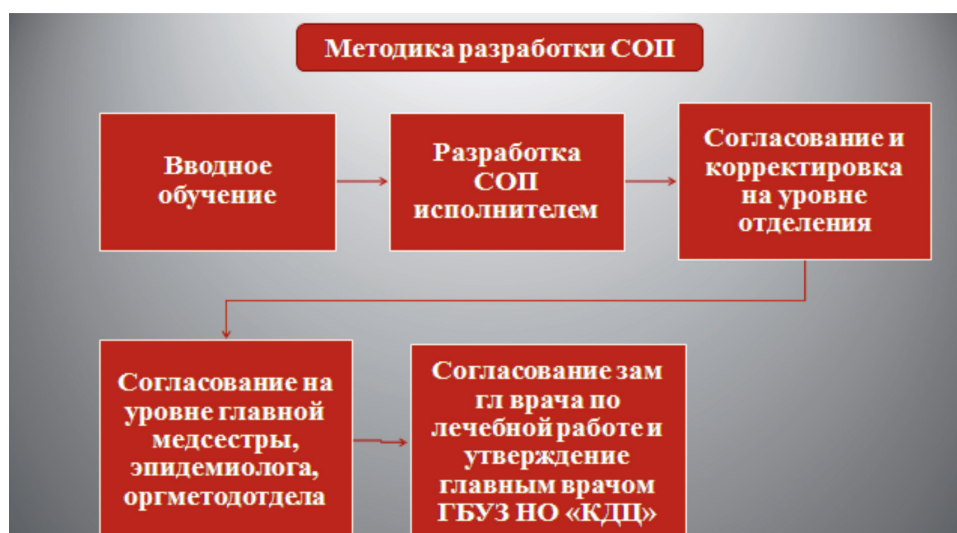 Методика разработки СОП
Вводное
обучение
Разработка
СОП
исполнителем
Согласование и
корректировка
на уровне
отделения
Согласование на
уровне главной
медсестры,
эпидемиолога,
оргметодотдела
Согласование зам
гл врача по
лечебной работе и
утверждение
главным врачом
ГБУЗ НО «КДЦ»